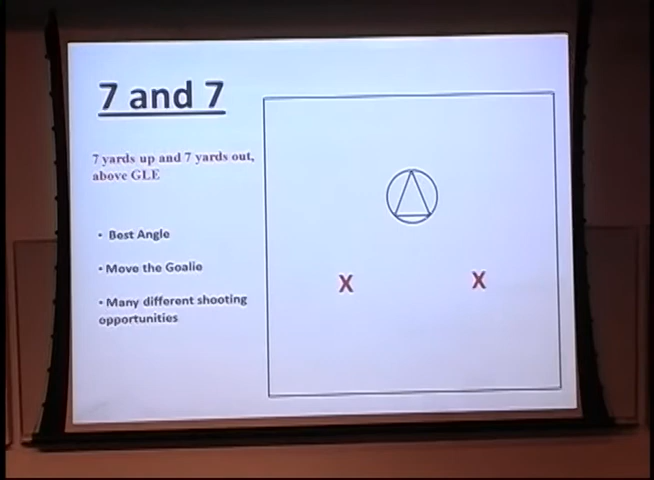 7 and 7
7 yards up and 7 yards out,
above GLE
• Best Angle
• Move the Goalie
• Many different shooting
opportunities
X X